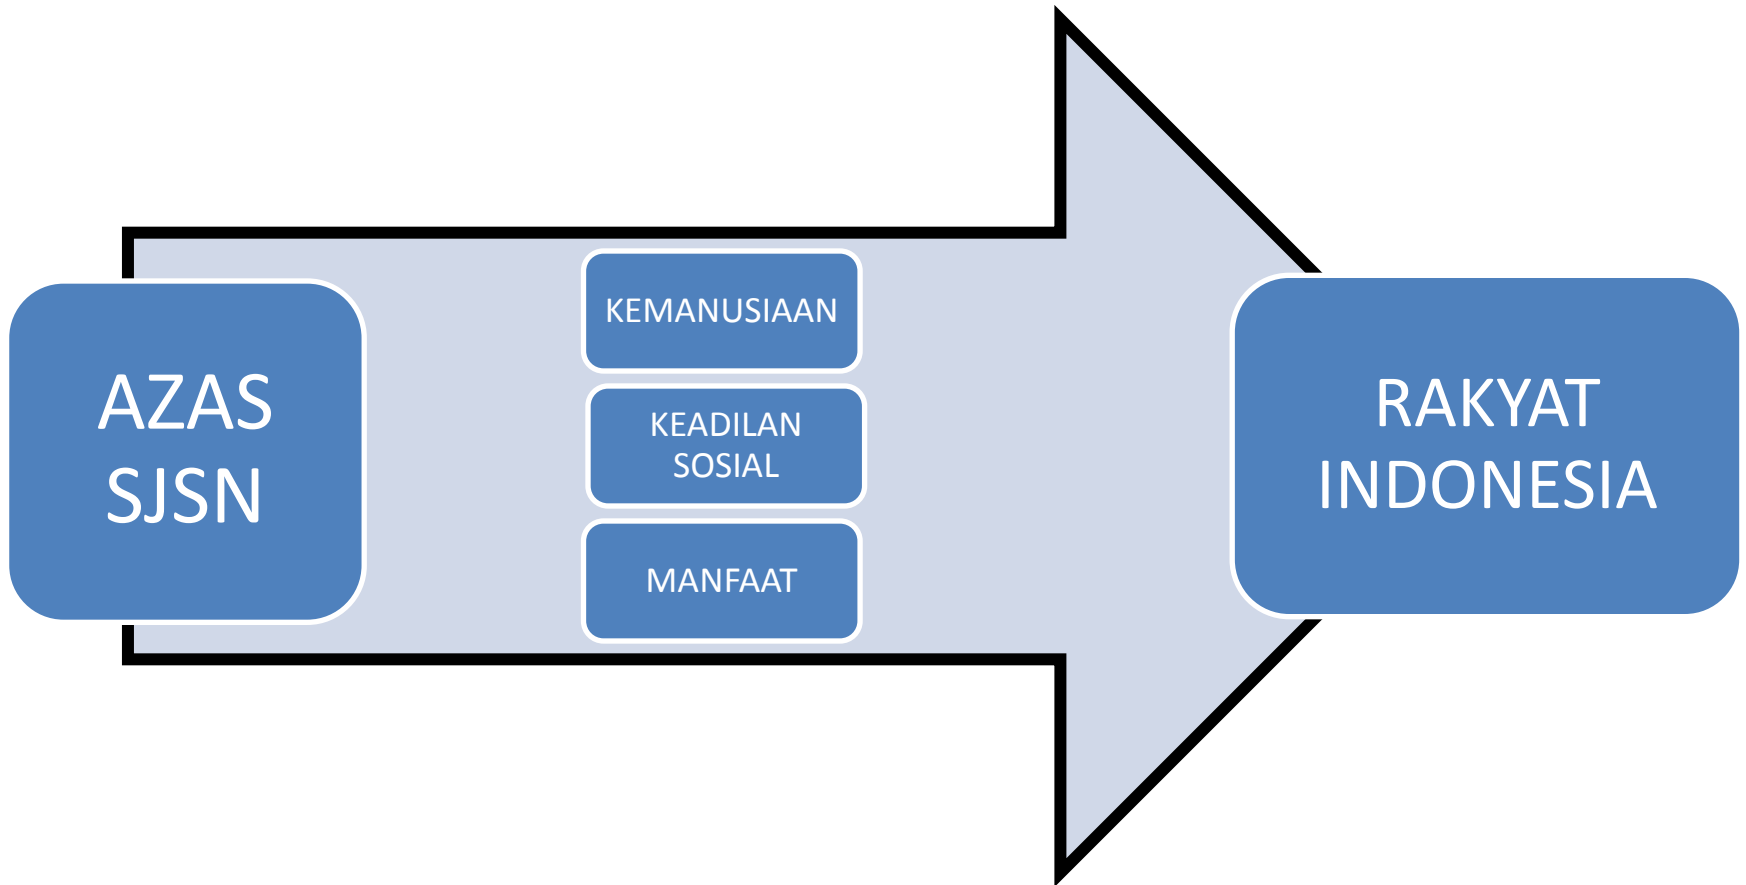 AZAS
SJSN
KEMANUSIAAN
KEADILAN
SOSIAL
MANFAAT
RAKYAT
INDONESIA